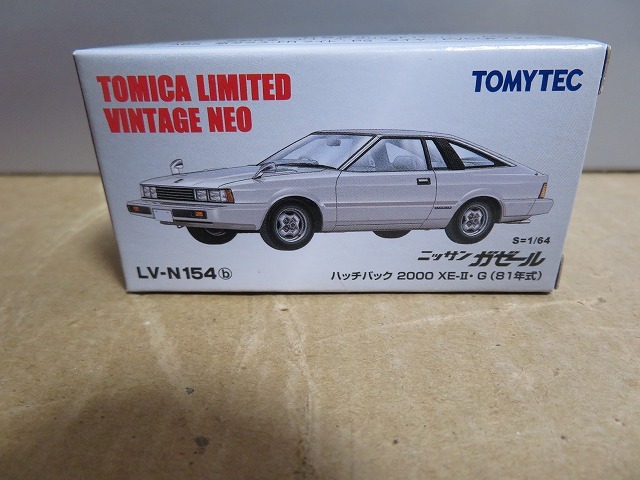 TOMICA LIMITED
VINTAGE NEO
TOMYTEC
S=1/64
LV-N154ⓑ
ニッサン ガゼール
ハッチバック 2000 XE-Ⅱ・G (81年式)